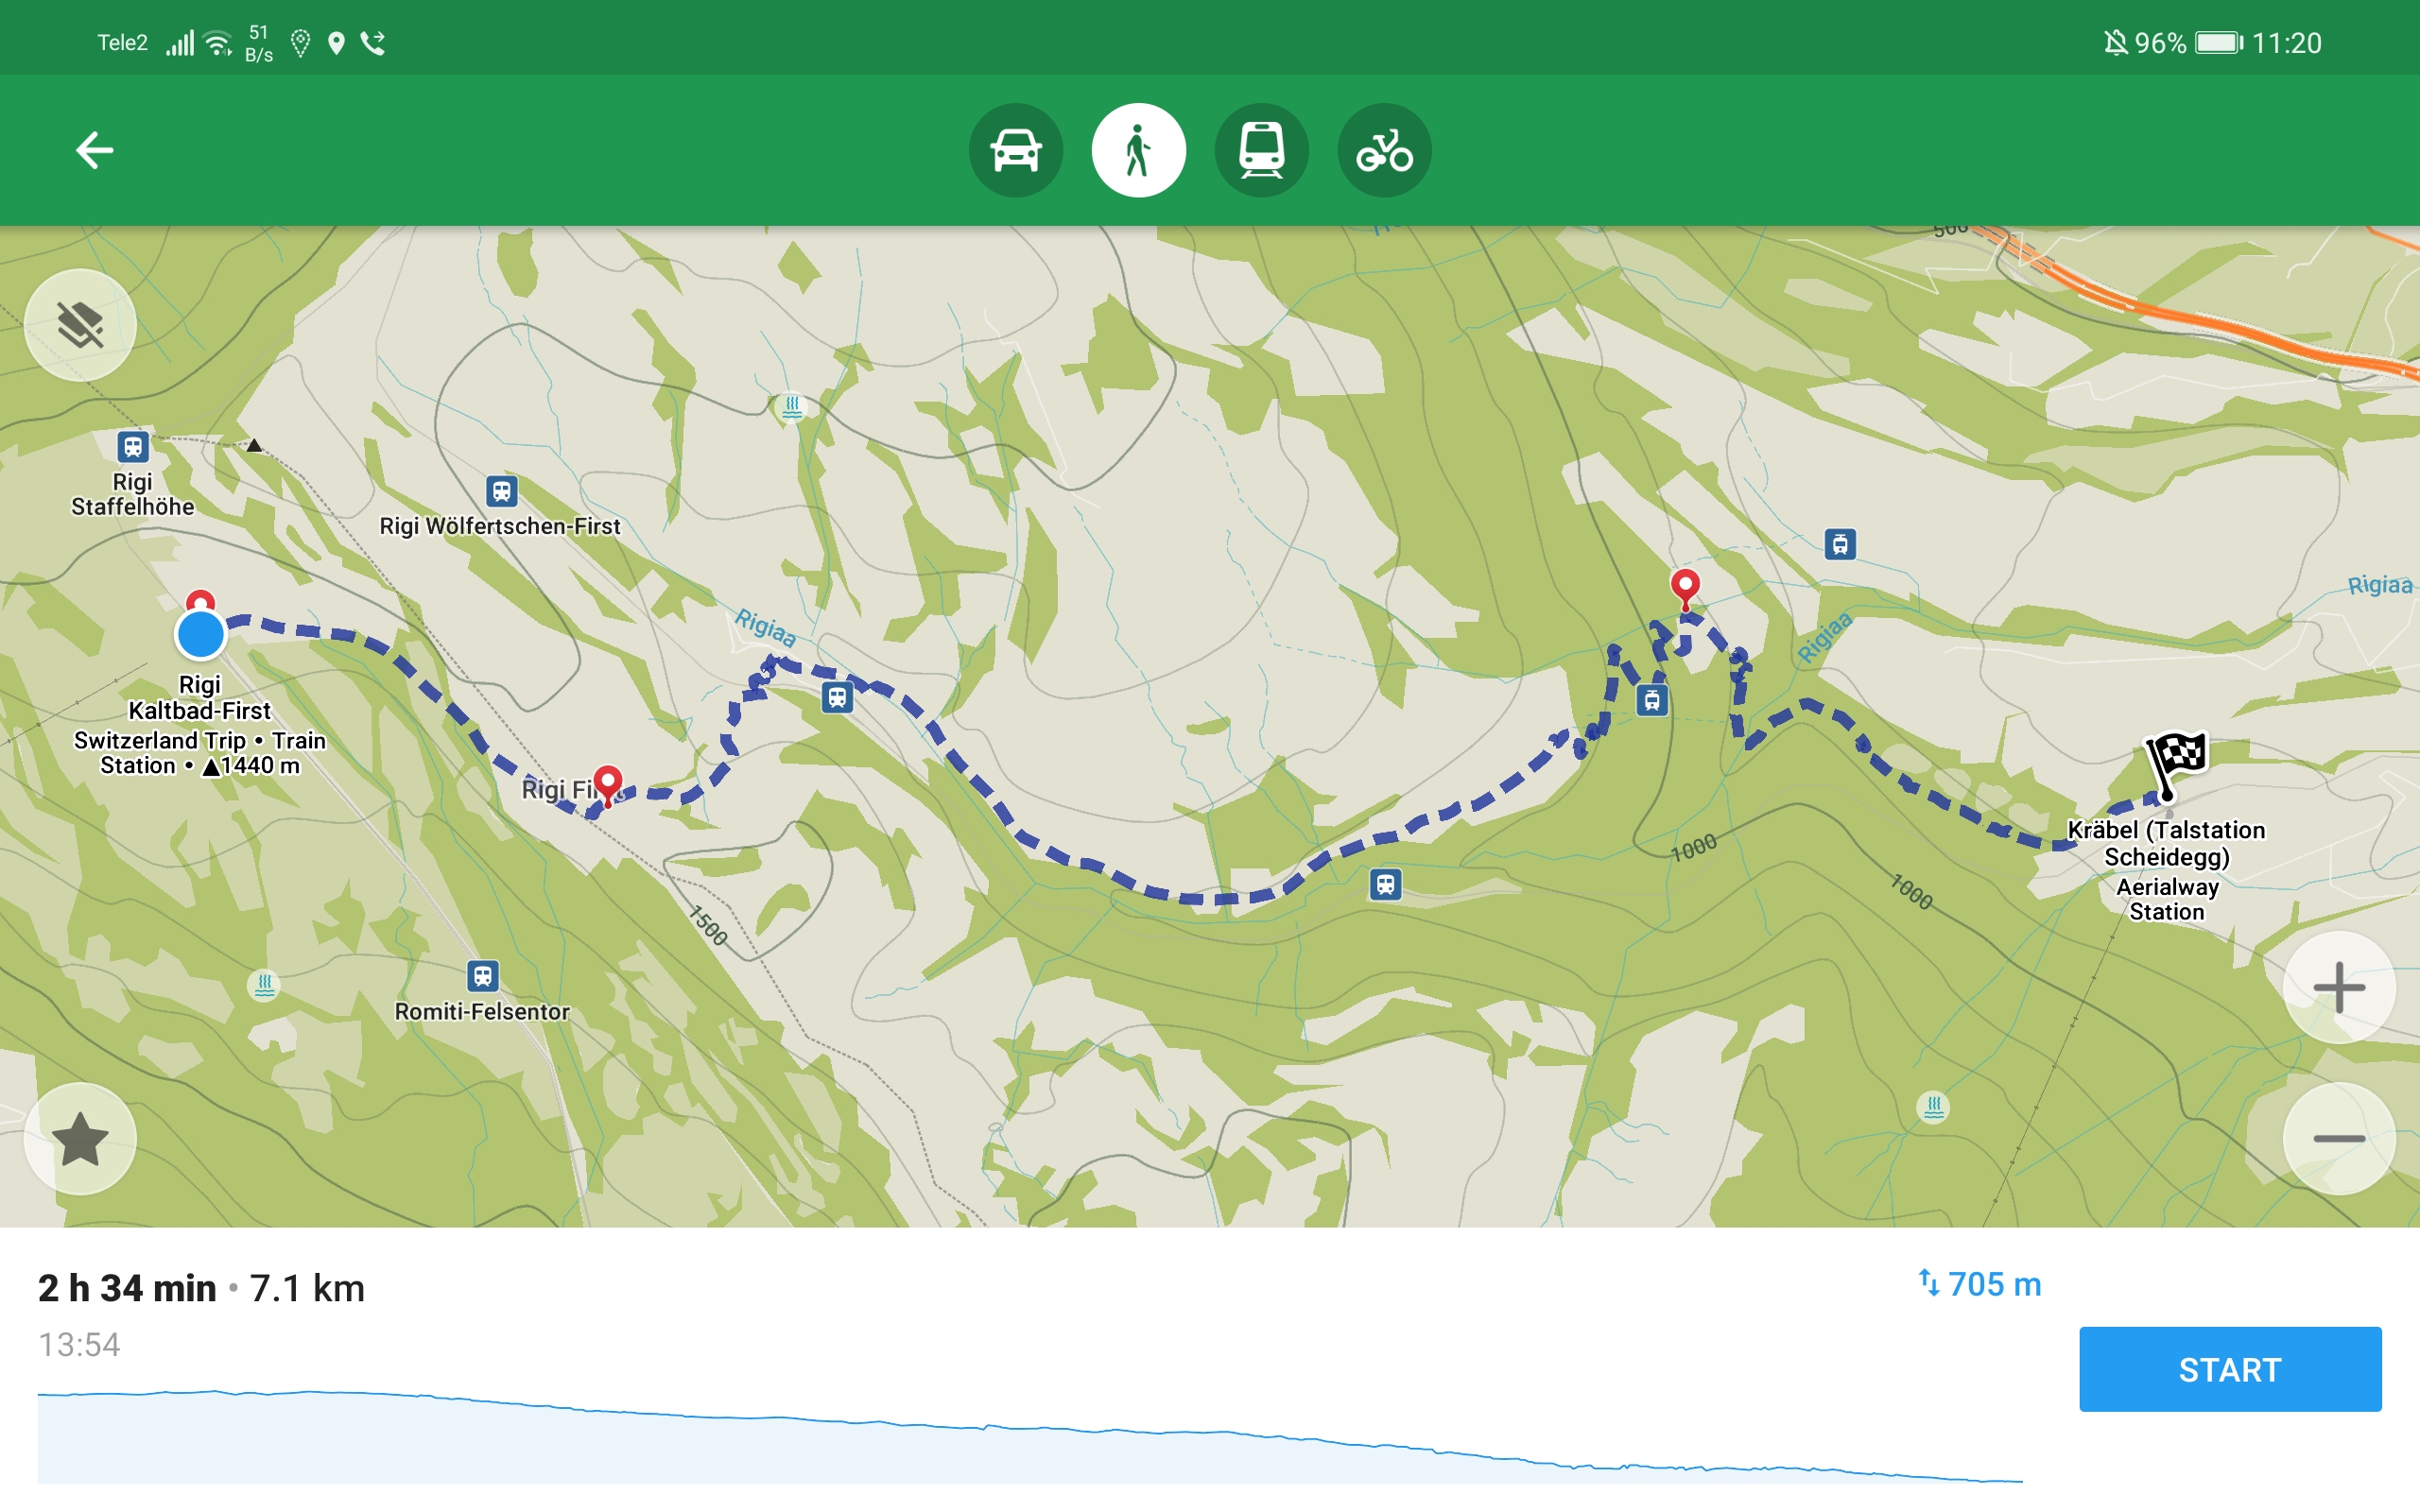 Tele2
51
B/s
96%
11:20
500
Rigi
Staffelhöhe
Rigi Wölfertschen-First
Rigiaa
Rigiaa
Rigiaa
Rigi
Kaltbad-First
Switzerland Trip • Train
Station • ▲1440 m
Rigi
1000
1000
1500
Kräbel (Talstation
Scheidegg)
Aerialway
Station
Romiti-Felsentor
2 h 34 min • 7.1 km
705 m
13:54
START